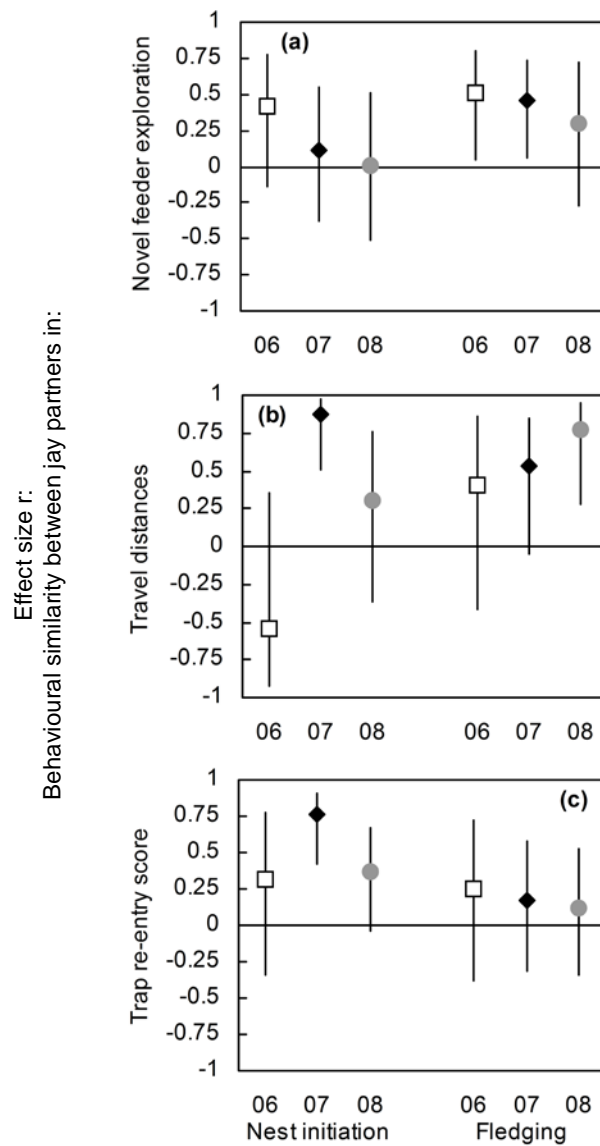 Effect size r:
Behavioural similarity between jay partners in:
Novel feeder exploration
(a)
1
0.75
0.5
0.25
0
-0.25
-0.5
-0.75
-1
06 07 08 06 07 08
Travel distances
(b)
1
0.75
0.5
0.25
0
-0.25
-0.5
-0.75
-1
06 07 08 06 07 08
Trap re-entry score
(c)
1
0.75
0.5
0.25
0
-0.25
-0.5
-0.75
-1
06 07 08 06 07 08
Nest initiation Fledging